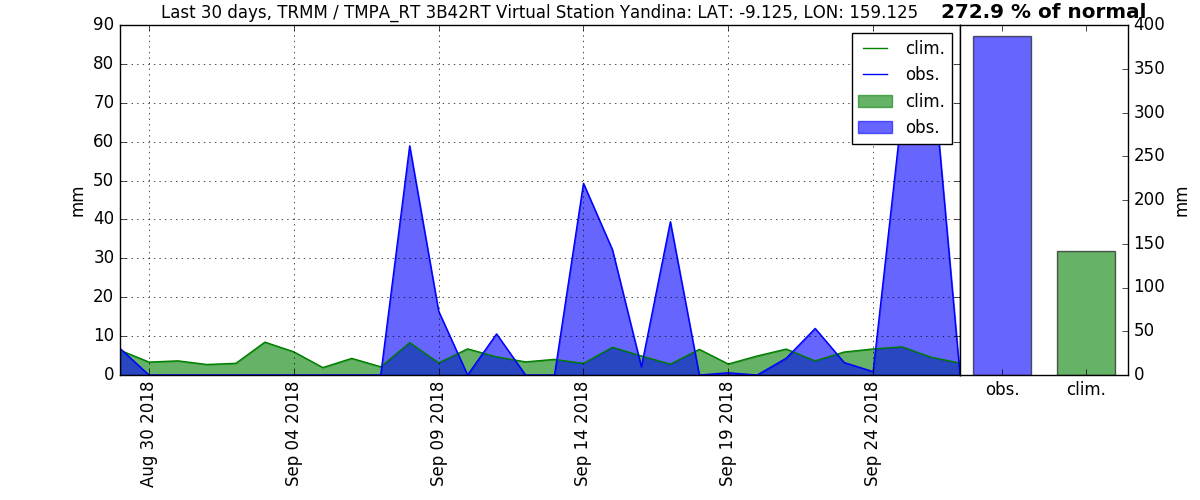 Last 30 days, TRMM / TMPA_RT 3B42RT Virtual Station Yandina: LAT: -9.125, LON: 159.125
272.9 % of normal
90
80
70
60
50
40
30
20
10
0
mm
clim.
obs.
clim.
obs.
Aug 30 2018
Sep 04 2018
Sep 09 2018
Sep 14 2018
Sep 19 2018
Sep 24 2018
400
350
300
250
200
150
100
50
0
mm
obs.
clim.